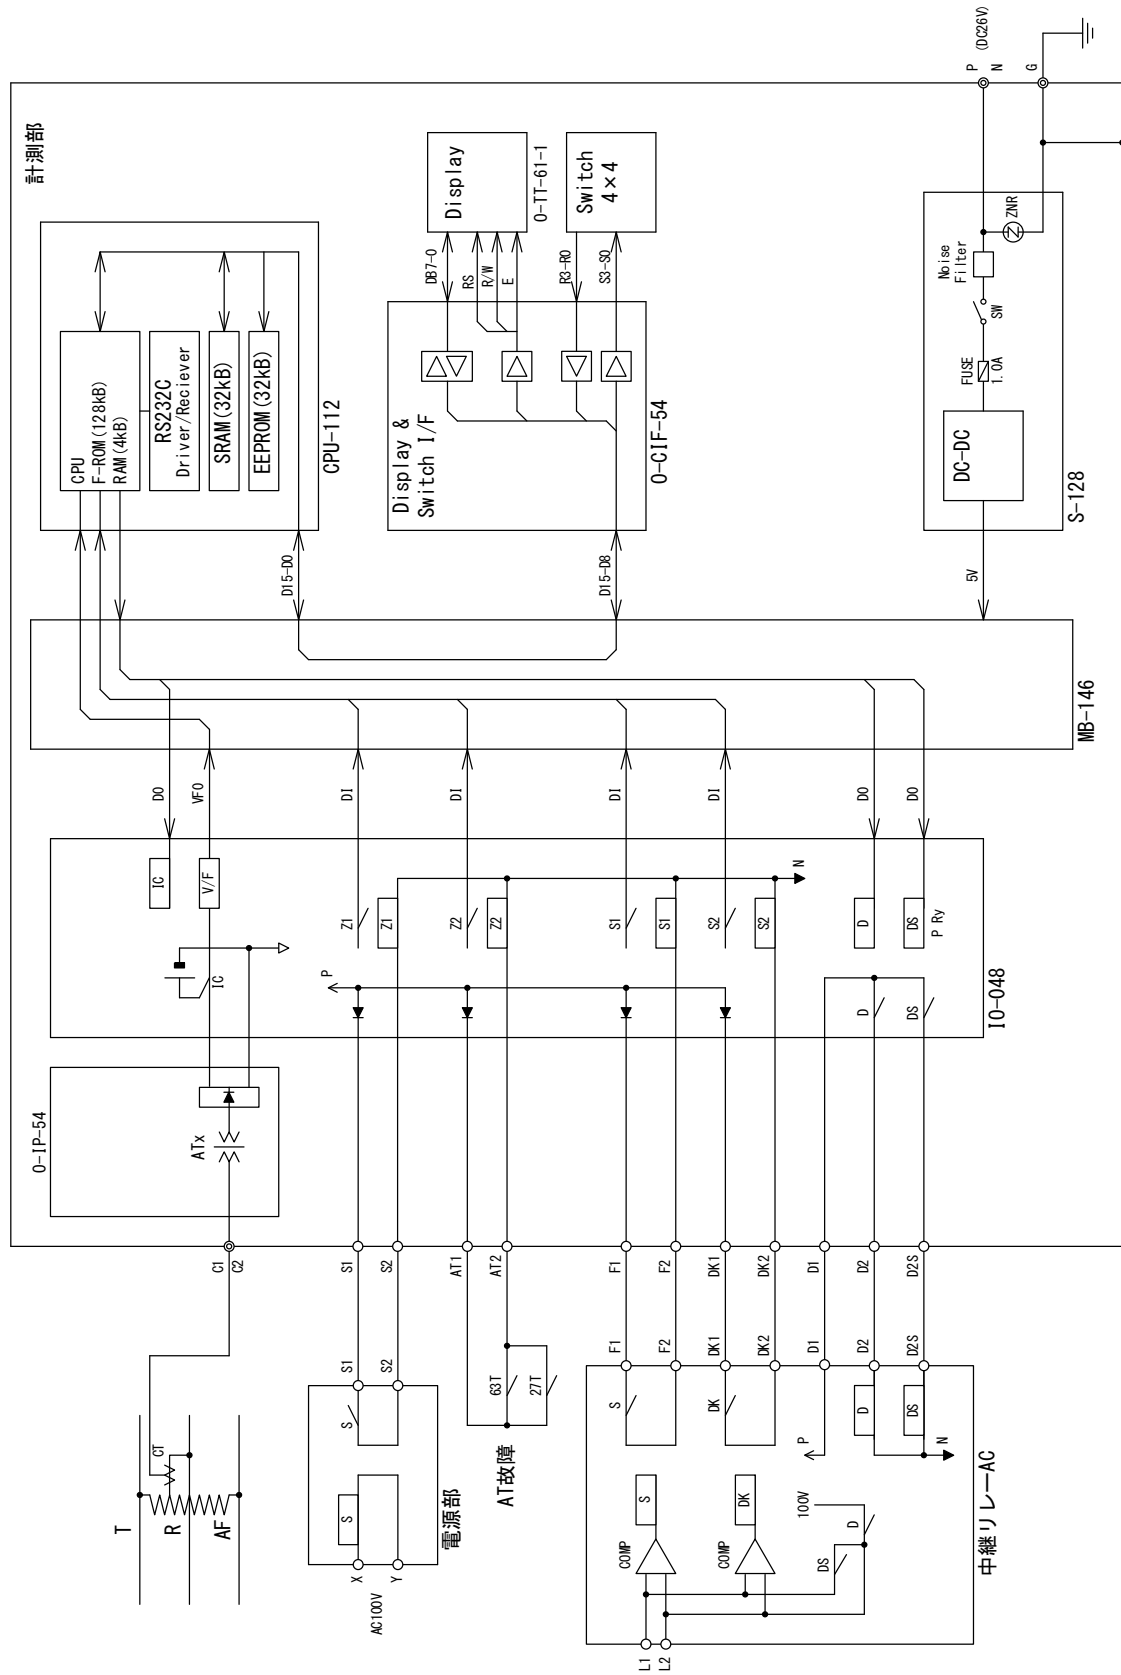 計測部
T
R
AF
CT
C1
C2
O-IP-54
ATx
IC
IC
V/F
DO
VFO
CPU
F-ROM(128kB)
RAM(4kB)
RS232C
Driver/Reciever
SRAM(32kB)
EEPROM(32kB)
CPU-112
D15-D0
X
Y
AC100V
S
S
S1
S2
電源部
S1
S2
P
Z1
Z1
DI
AT故障
63T
27T
AT1
AT2
Z2
Z2
DI
Display &
Switch I/F
O-CIF-54
D15-D8
DB7-0
RS
R/W
E
R3-R0
S3-S0
Display
O-TT-61-1
Switch
4×4
L1
L2
COMP
S
COMP
DK
DS
D
100V
S
DK
F1
F2
DK1
DK2
P
D1
D
D2
DS
D2S
N
中継リレーAC
F1
F2
DK1
DK2
D1
D2
D2S
S1
S1
DI
S2
S2
DI
N
D
D
DO
DS
DS
P Ry
DO
IO-048
MB-146
5V
DC-DC
FUSE
1.0A
SW
Noise
Filter
ZNR
S-128
P
N
(DC26V)
G